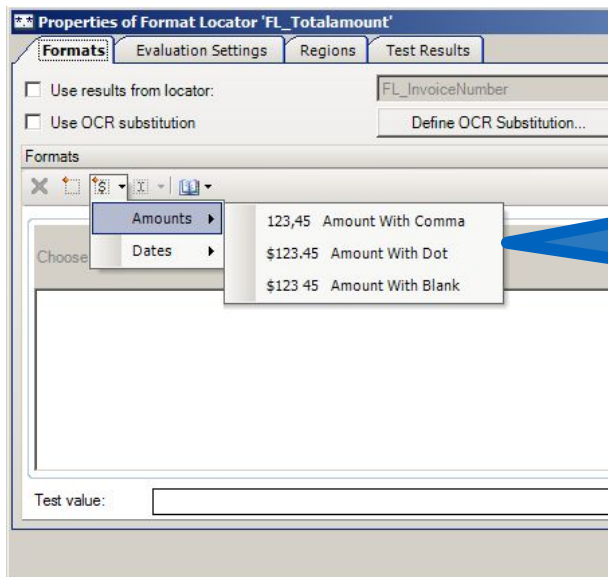 Properties of Format Locator 'FL_Totalamount'
Formats Evaluation Settings Regions Test Results
Use results from locator: FL_InvoiceNumber
Use OCR substitution Define OCR Substitution...
Formats
Amounts
123,45 Amount With Comma
Choose
Dates
$123.45 Amount With Dot
$123 45 Amount With Blank
Test value: